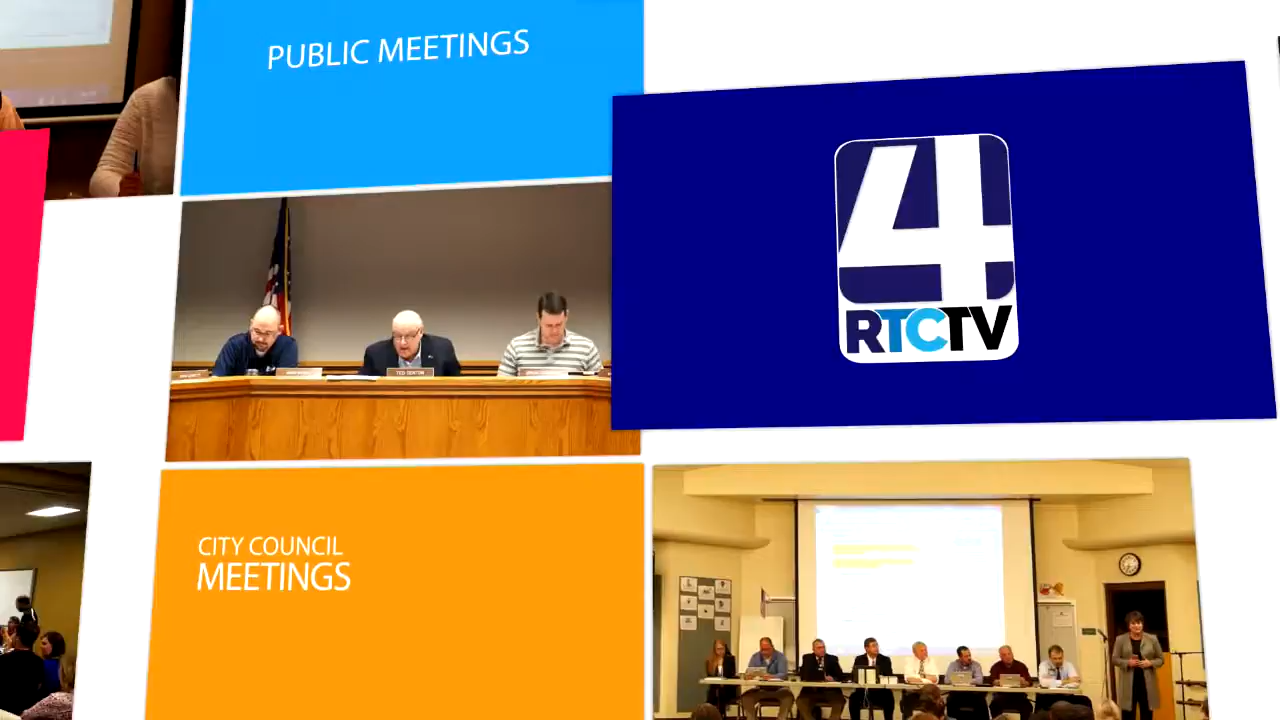 PUBLIC MEETINGS
4
RTCTV
TED DENTON
CITY COUNCIL
MEETINGS